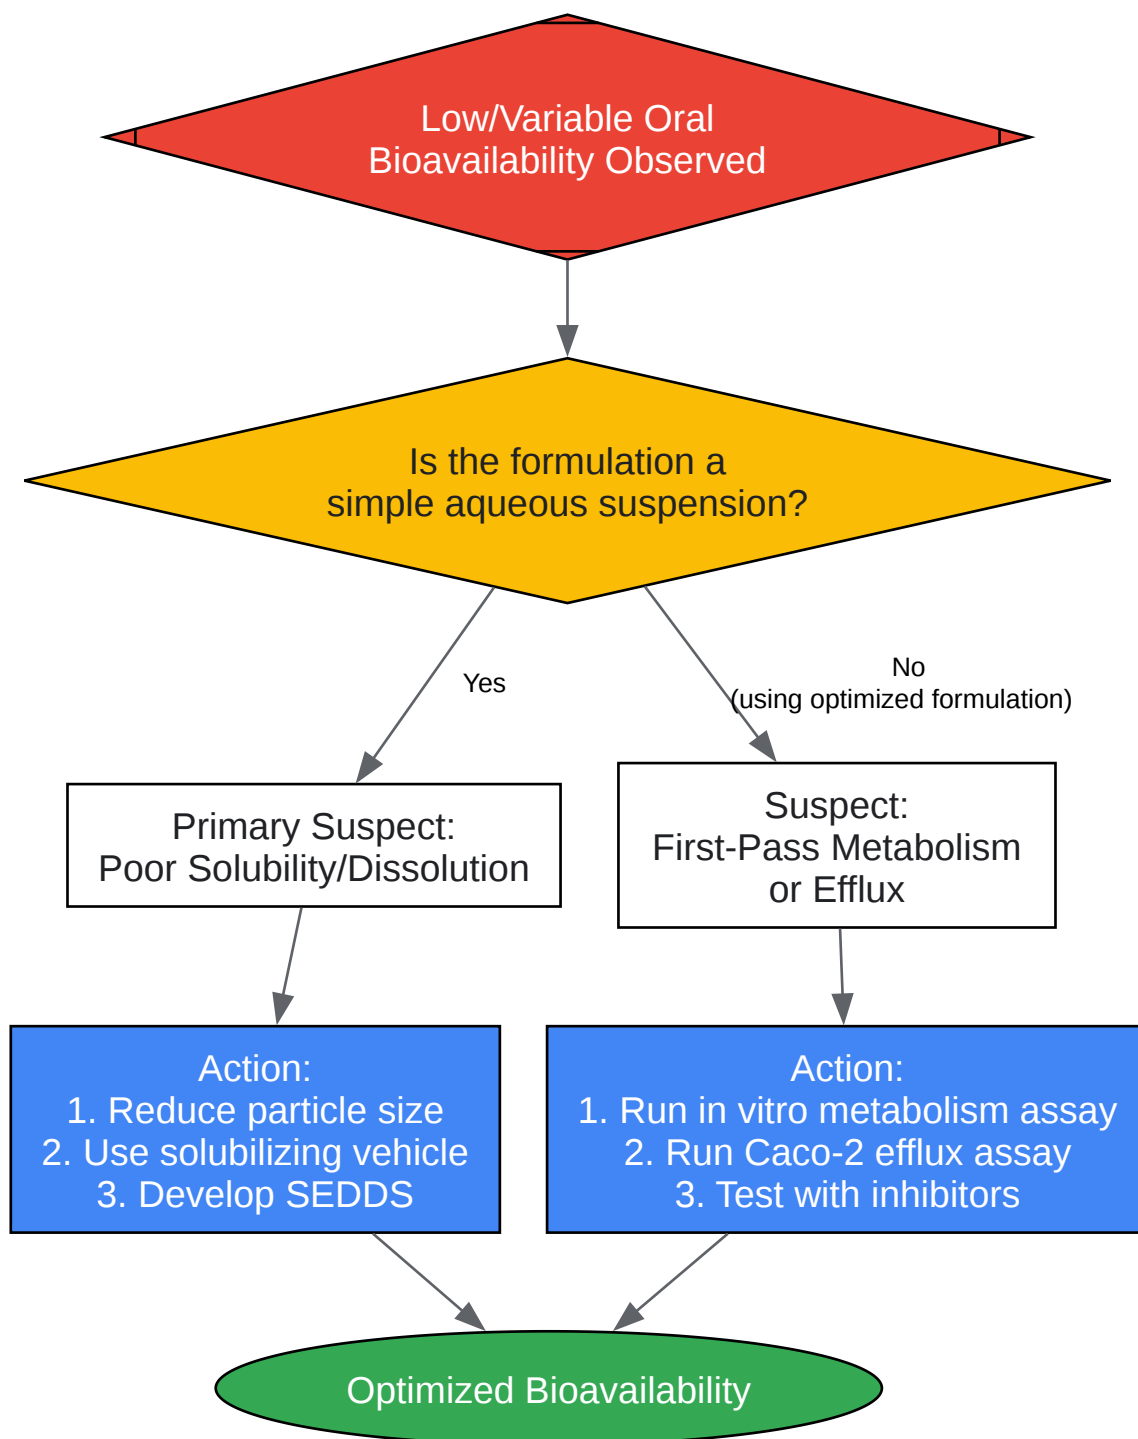 Low/Variable Oral
Bioavailability Observed
Is the formulation a
simple aqueous suspension?
Yes
No
(using optimized formulation)
Primary Suspect:
Poor Solubility/Dissolution
Suspect:
First-Pass Metabolism
or Efflux
Action:
1. Reduce particle size
2. Use solubilizing vehicle
3. Develop SEDDS
Action:
1. Run in vitro metabolism assay
2. Run Caco-2 efflux assay
3. Test with inhibitors
Optimized Bioavailability